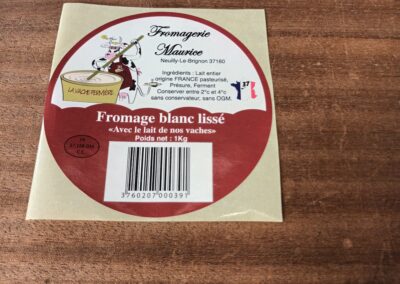 Fromagerie
Maurice
Neuilly-Le-Brignon 37160
Ingrédients : Lait entier
origine FRANCE pasteurisé,
Présure, Ferment
Conserver entre 2°c et 4°c
sans conservateur, sans OGM.
37
LA VACHE FERMIÈRE
Fromage blanc lissé
«Avec le lait de nos vaches»
Poids net : 1Kg
3760207000391